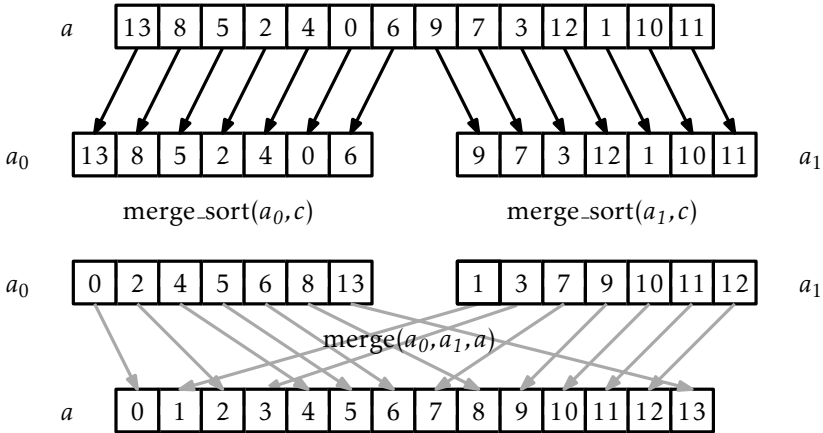 a 13 8 5 2 4 0 6 9 7 3 12 1 10 11
a0 13 8 5 2 4 0 6 9 7 3 12 1 10 11 a1
merge_sort(a0,c) merge_sort(a1,c)
a0 0 2 4 5 6 8 13 1 3 7 9 10 11 12 a1
merge(a0,a1,a)
a 0 1 2 3 4 5 6 7 8 9 10 11 12 13